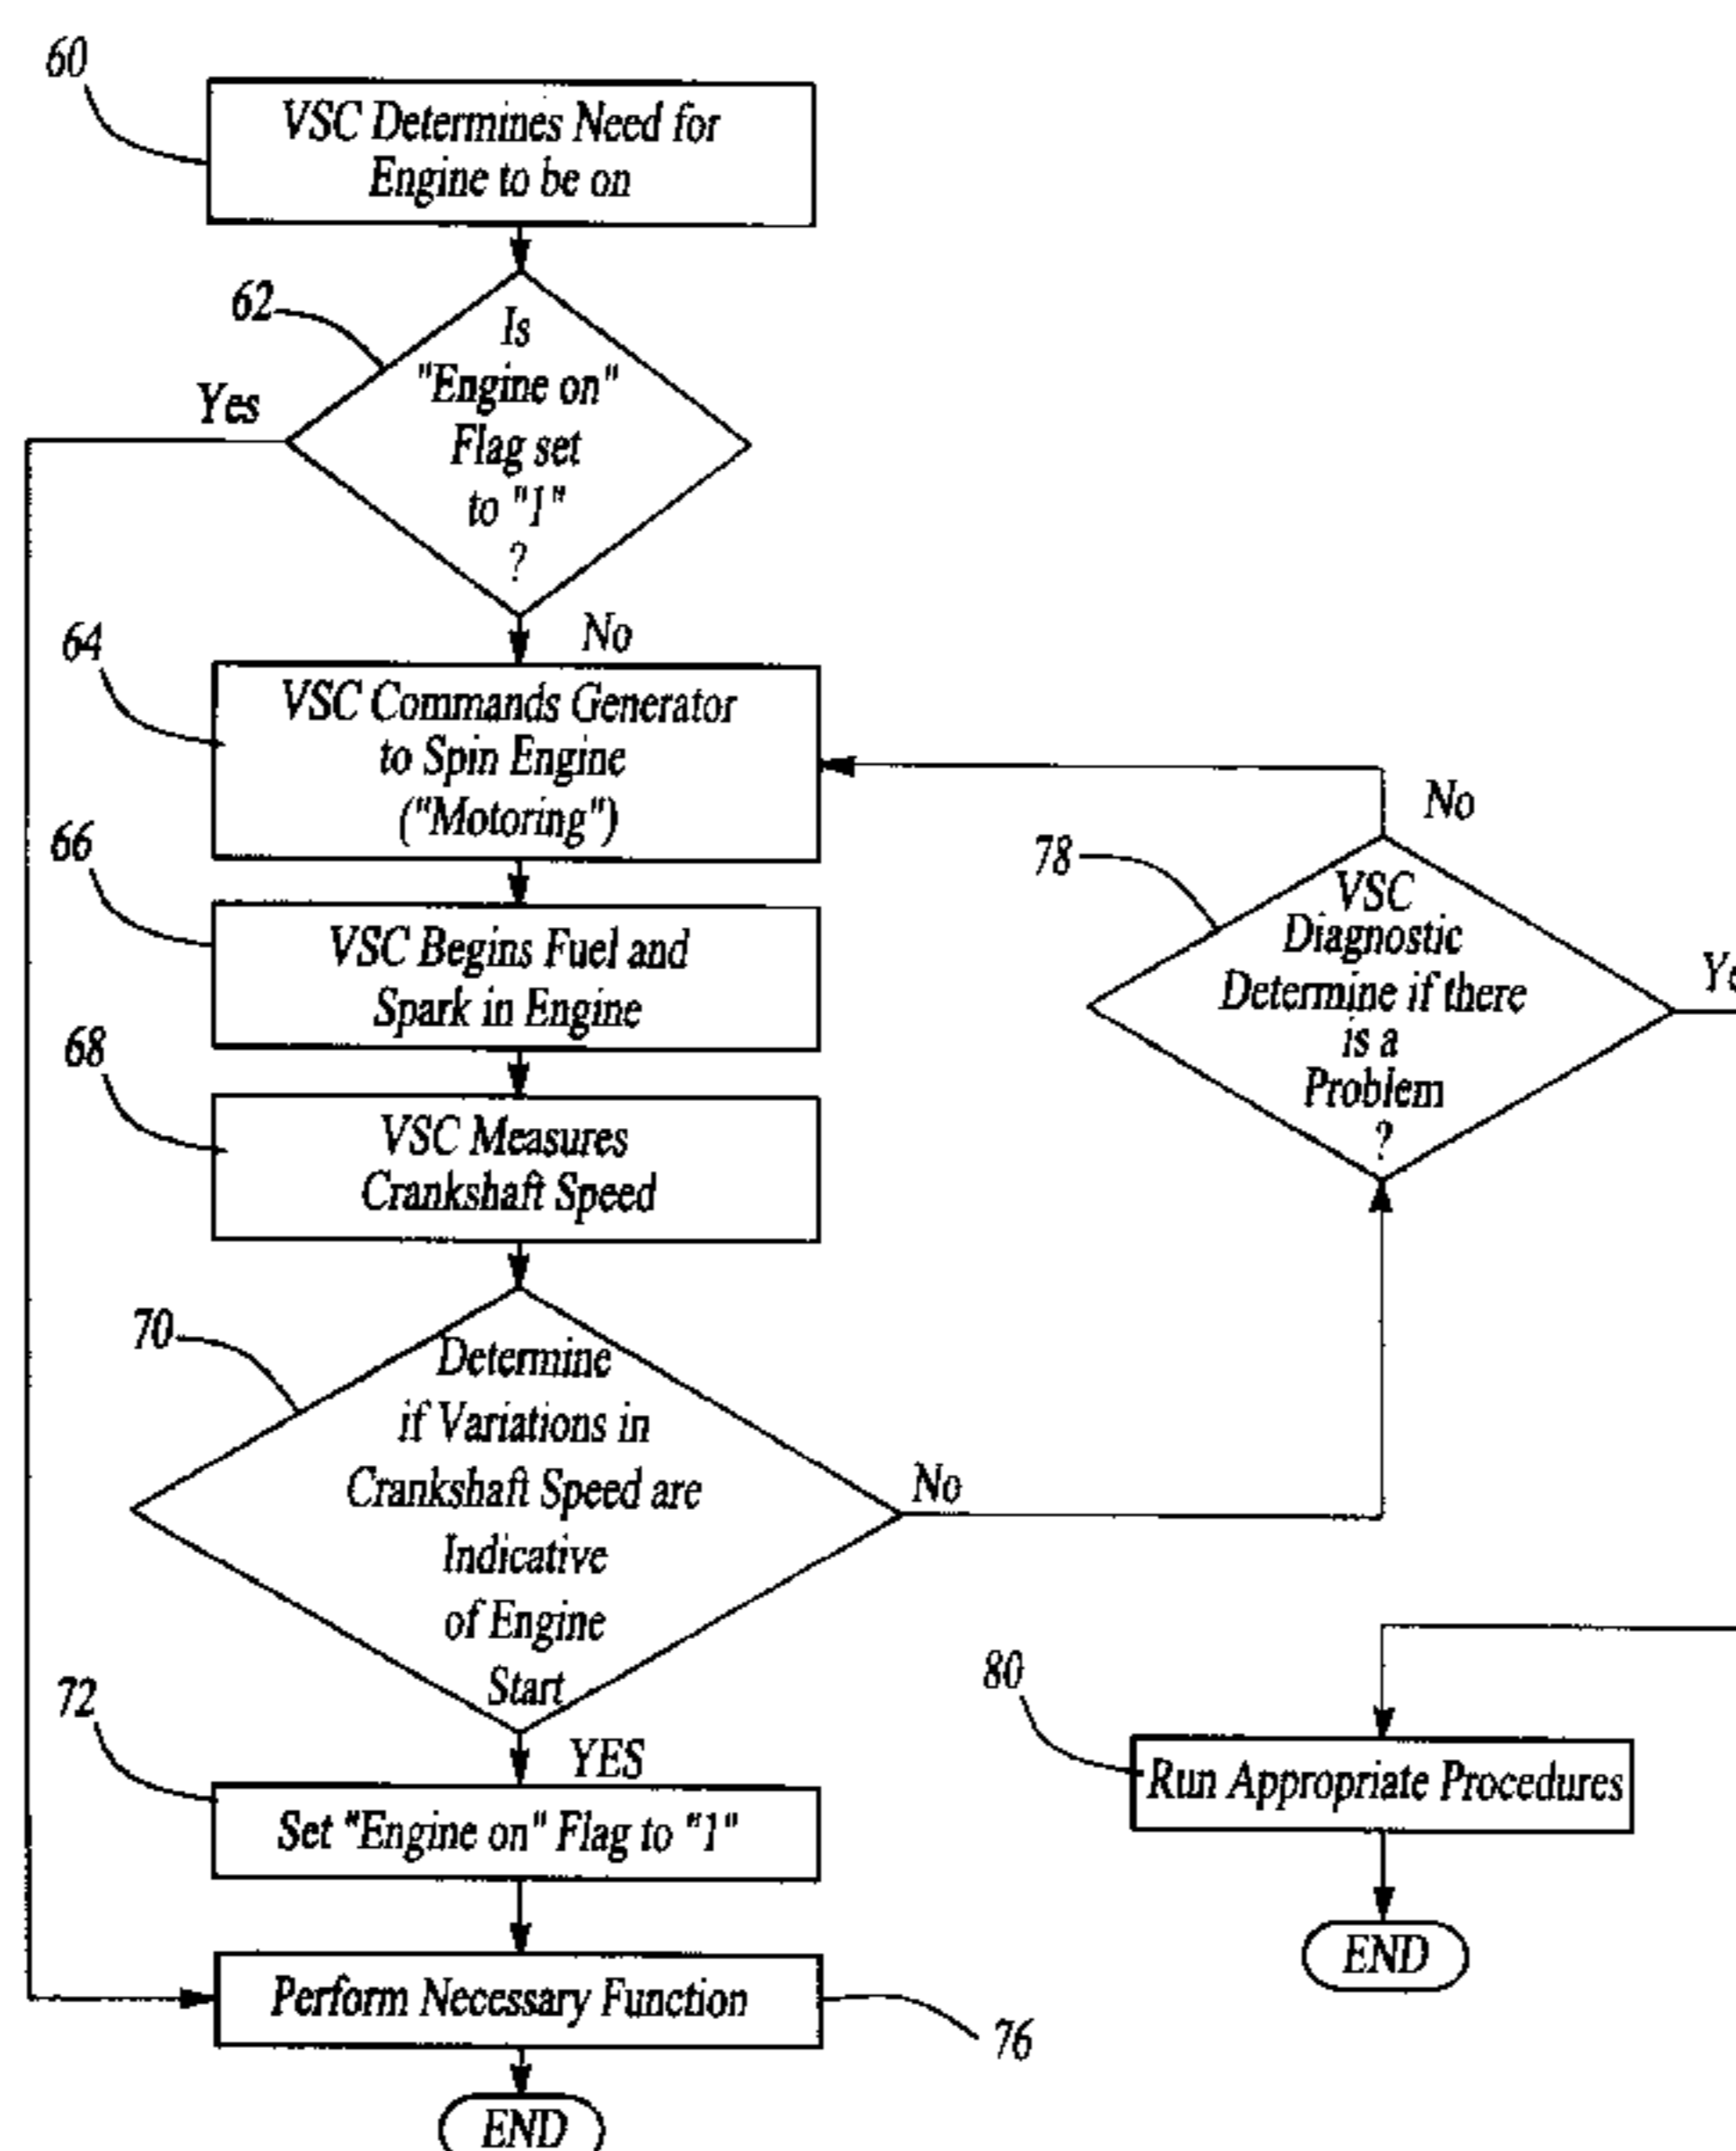 60
VSC Determines Need for
Engine to be on
62
Is
"Engine on"
Flag set
to "1"
?
Yes
No
64
VSC Commands Generator
to Spin Engine
("Motoring")
66
VSC Begins Fuel and
Spark in Engine
68
VSC Measures
Crankshaft Speed
70
Determine
if Variations in
Crankshaft Speed are
Indicative
of Engine
Start
No
YES
72
Set "Engine on" Flag to "1"
Perform Necessary Function
76
END
No
78
VSC
Diagnostic
Determine if there
is a
Problem
?
80
Run Appropriate Procedures
END